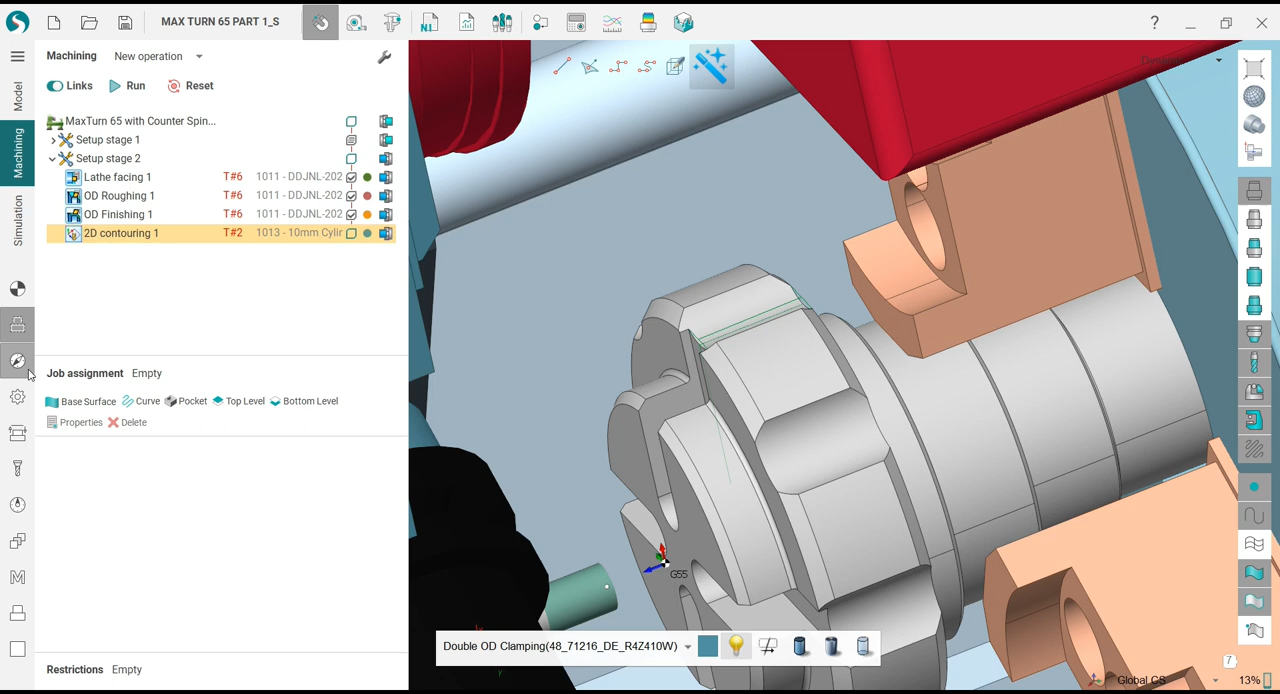 MAX TURN 65 PART 1_S
?
Machining
New operation
Links
Run
Reset
MaxTurn 65 with Counter Spin...
Setup stage 1
Setup stage 2
Lathe facing 1 T#6 1011 - DDJNL-202
OD Roughing 1 T#6 1011 - DDJNL-202
OD Finishing 1 T#6 1011 - DDJNL-202
2D contouring 1 T#2 1013 - 10mm Cylir
Model
Machining
Simulation
Job assignment Empty
Base Surface Curve Pocket Top Level Bottom Level
Properties Delete
Restrictions Empty
G55
Double OD Clamping(48_71216_DE_R4Z410W)
7
Global CS
13%